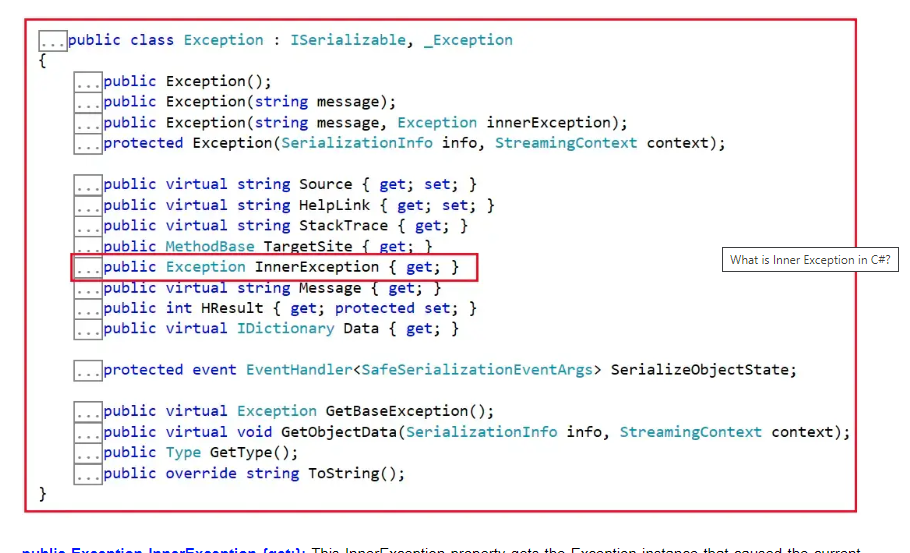 ...public class Exception : ISerializable, _Exception
{
...public Exception();
...public Exception(string message);
...public Exception(string message, Exception innerException);
...protected Exception(SerializationInfo info, StreamingContext context);
...public virtual string Source { get; set; }
...public virtual string HelpLink { get; set; }
...public virtual string StackTrace { get; }
...public MethodBase TargetSite { get; }
...public Exception InnerException { get; }
What is Inner Exception in C#?
...public virtual string Message { get; }
...public int HResult { get; protected set; }
...public virtual IDictionary Data { get; }
...protected event EventHandler<SafeSerializationEventArgs> SerializeObjectState;
...public virtual Exception GetBaseException();
...public virtual void GetObjectData(SerializationInfo info, StreamingContext context);
...public Type GetType();
...public override string ToString();
}
public Exception InnerException {get;}: This InnerException property gets the Exception instance that caused the current